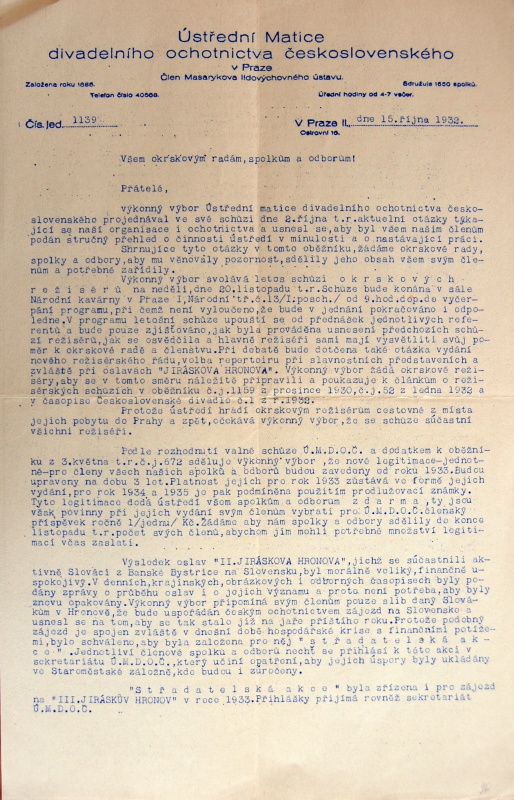 Ústřední Matice
divadelního ochotnictva československého
v Praze
Člen Masarykova lidovýchovného ústavu.
Založena roku 1885.
Sdružuje 1650 spolků.
Telefon číslo 40568.
Úřední hodiny od 4-7 večer.
Čís. jed. 1139
V Praze II., dne 15.října 1932.
Ostrovní 16.
Všem okrskovým radám, spolkům a odborům!
Přátelé,
výkonný výbor Ústřední matice divadelního ochotnictva česko-
slovenského projednával ve své schůzi dne 2.října t.r.aktuelní otázky týka-
jící se naší organisace i ochotnictva a usnesl se,aby byl všem našim členům
podán stručný přehled o činnosti ústředí v minulosti a o nastávající práci.
Shrnujíce tyto otázky v tomto oběžníku,žádáme okrskové rady,
spolky a odbory,aby mu věnovaly pozornost,sdělily jeho obsah všem svým čle-
nům a potřebné zařídily.
Výkonný výbor svolává letos schůzi o k r s k o v ý c h
r e ž i s é r ů na neděli,dne 20.listopadu t.r.Schůze bude konána v sále
Národní kavárny v Praze I,Národní tř.č.13/I.posch./ od 9.hod.dop.do vyčer-
pání programu,při čemž není vyloučeno,že bude v jednání pokračováno i odpo-
ledne.V programu letošní schůze upouští se od přednášek jednotlivých refe-
rentů a bude pouze zjišťováno,jak byla prováděna usnesení předchozích schů-
zí režisérů,jak se osvědčila a hlavně režiséři sami mají vysvětliti svůj po-
měr k okrskové radě a členstvu.Při debatě bude dotčena také otázka vydání
nového režisérského řádu,volba repertoiru při slavnostních představeních a
zvláště při oslavách "JIRÁSKOVA HRONOVA". Výkonný výbor žádá okrskové reži-
séry,aby se v tomto směru náležitě připravili a poukazuje k článkům o reži-
sérských schůzích v oběžníku č.j.1159 z prosince 1930,č.j.52 z ledna 1932 a
v časopise Československé divadlo č.1 z r.1932.
Protože ústředí hradí okrskovým režisérům cestovné z místa
jejich pobytu do Prahy a zpět,očekává výkonný výbor,že se schůze súčastní
všichni režiséři.
Podle rozhodnutí valné schůze Ú.M.D.O.Č. a dodatkem k oběžní-
ku z 3.května t.r.č.j.672 sděluje výkonný výbor ,že nové legitimace-jednot-
né-pro členy všech našich spolků a odborů budou zavedeny od roku 1933.Budou
upraveny na dobu 3 let.Platnost jejich pro rok 1933 zůstává ve formě jejich
vydání,pro rok 1934 a 1935 je pak podmíněna použitím prodlužovací známky.
Tyto legitimace dodá ústředí všem spolkům a odborům z d a r m a ,ty jsou
však povinny při jejich vydání svým členům vybrati pro Ú.M.D.O.Č.členský
příspěvek ročně 1/jednu/ Kč.Žádáme aby nám spolky a odbory sdělily do konce
listopadu t.r.počet svých členů,abychom jim mohli potřebné množství legiti-
mací včas zaslati.
Výsledek oslav "II.JIRÁSKOVA HRONOVA",jichž se súčastnili ak-
tivně Slováci z Banské Bystrice na Slovensku,byl morálně veliký,finančně u-
spokojivý.V denních,krajinských,obrázkových i odborných časopisech byly po-
dány zprávy o průběhu oslav i o jejich významu a proto není potřeba,aby byly
znovu opakovány.Výkonný výbor připomíná svým členům pouze slib daný Slová-
kům v Hronově,že bude uspořádán českým ochotnictvem zájezd na Slovensko a
usnesl se na tom,aby se tak stalo již na jaře příštího roku.Protože podobný
zájezd je spojen zvláště v dnešní době hospodářské krise s finančními potíže-
mi,bylo schváleno,aby byla založena pro něj " s t ř a d a t e l s k á a k -
c e " .Jednotliví členové spolku a odborů nechť se přihlásí k této akci v
sekretariátu Ú.M.D.O.Č.,který učiní opatření,aby jejich úspory byly ukládány
ve Staroměstské záložně,kde budou i zúročeny.
"S t ř a d a t e l s k á a k c e " byla zřízena i pro zájezd
na "III.JIRÁSKŮV HRONOV" v roce 1933.Přihlášky přijímá rovněž sekretariát
Ú.M.D.O.Č.